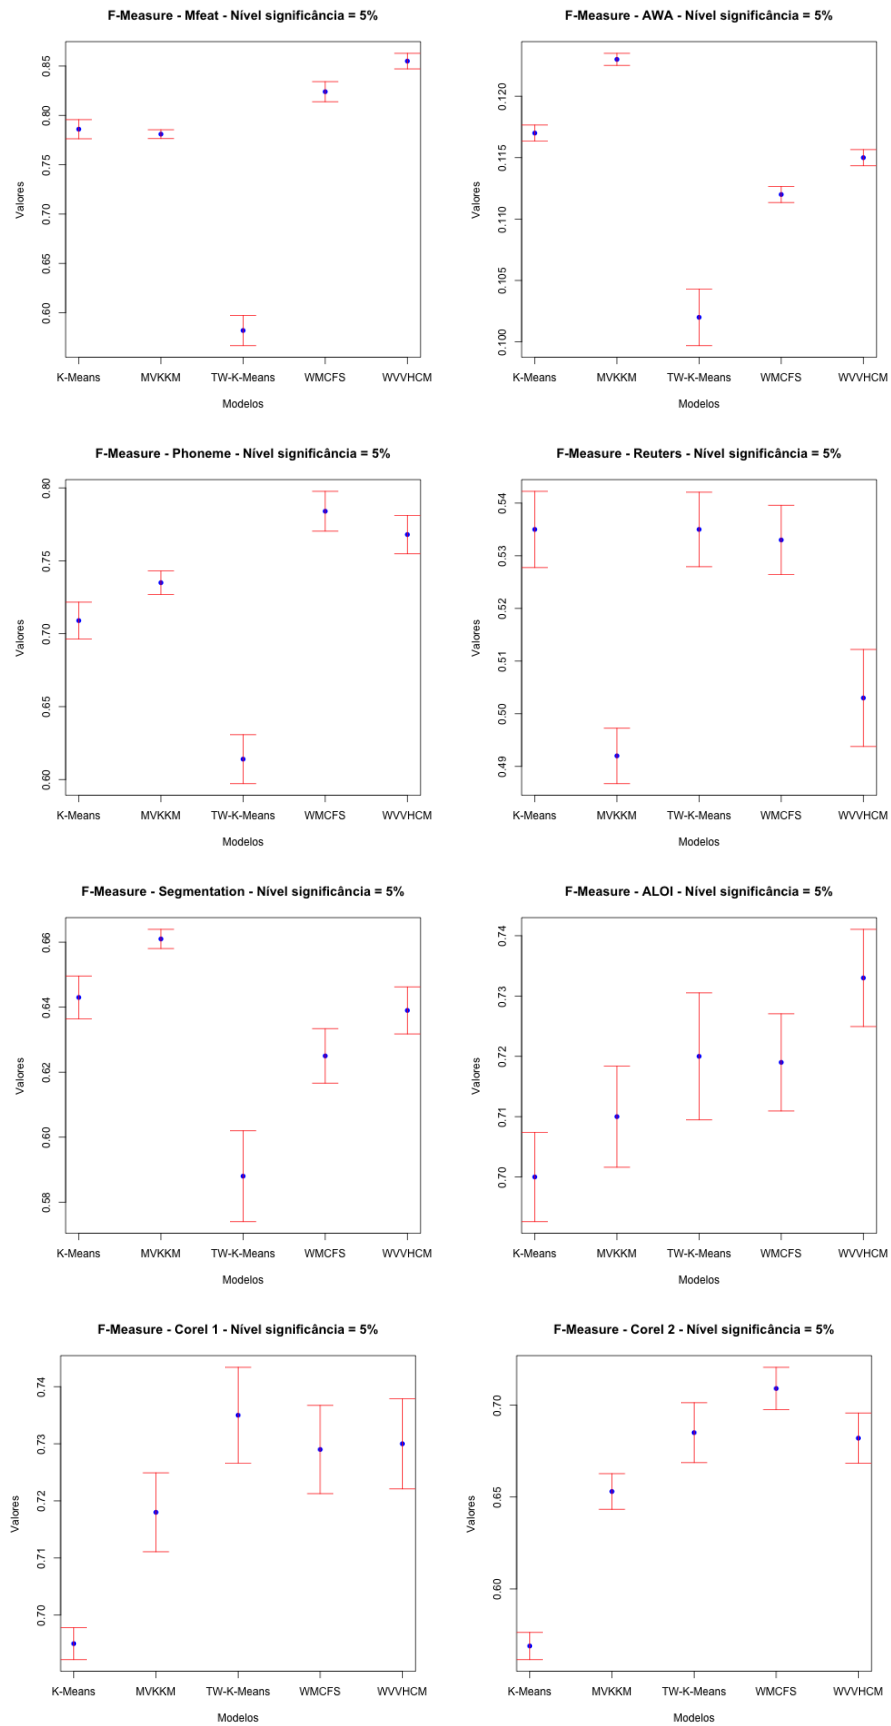 F-Measure - Mfeat - Nível significância = 5%
Valores
0.85
0.80
0.75
0.70
0.65
0.60
K-Means MVKKM TW-K-Means WMCFS WVVHCM
Modelos
F-Measure - AWA - Nível significância = 5%
Valores
0.120
0.115
0.110
0.105
0.100
K-Means MVKKM TW-K-Means WMCFS WVVHCM
Modelos
F-Measure - Phoneme - Nível significância = 5%
Valores
0.80
0.75
0.70
0.65
0.60
K-Means MVKKM TW-K-Means WMCFS WVVHCM
Modelos
F-Measure - Reuters - Nível significância = 5%
Valores
0.54
0.53
0.52
0.51
0.50
0.49
K-Means MVKKM TW-K-Means WMCFS WVVHCM
Modelos
F-Measure - Segmentation - Nível significância = 5%
Valores
0.66
0.64
0.62
0.60
0.58
K-Means MVKKM TW-K-Means WMCFS WVVHCM
Modelos
F-Measure - ALOI - Nível significância = 5%
Valores
0.74
0.73
0.72
0.71
0.70
K-Means MVKKM TW-K-Means WMCFS WVVHCM
Modelos
F-Measure - Corel 1 - Nível significância = 5%
Valores
0.74
0.73
0.72
0.71
0.70
K-Means MVKKM TW-K-Means WMCFS WVVHCM
Modelos
F-Measure - Corel 2 - Nível significância = 5%
Valores
0.70
0.65
0.60
K-Means MVKKM TW-K-Means WMCFS WVVHCM
Modelos